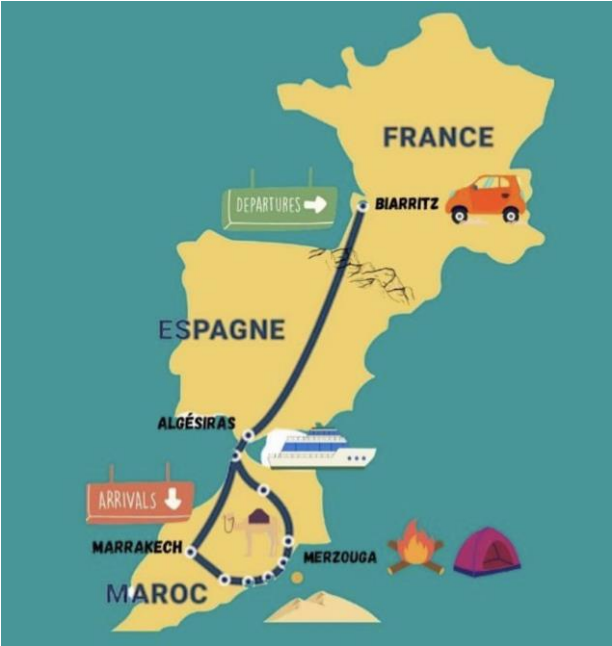 FRANCE
DEPARTURES
BIARRITZ
ESPAGNE
ALGÉSIRAS
ARRIVALS
MARRAKECH
MERZOUGA
MAROC